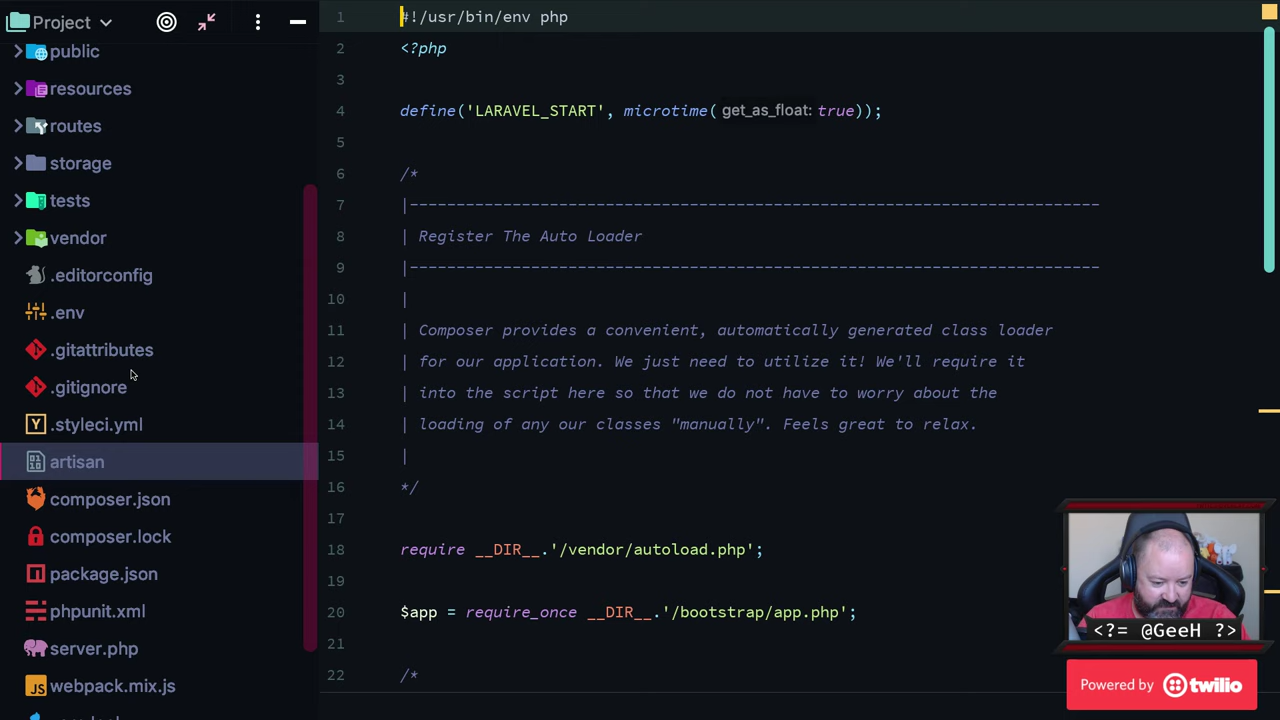 Project
public
resources
routes
storage
tests
vendor
.editorconfig
.env
.gitattributes
.gitignore
.styleci.yml
artisan
composer.json
composer.lock
package.json
phpunit.xml
server.php
webpack.mix.js
1 #!/usr/bin/env php
2 <?php
3
4 define('LARAVEL_START', microtime( get_as_float: true));
5
6 /*
7 |--------------------------------------------------------------------------
8 | Register The Auto Loader
9 |--------------------------------------------------------------------------
10 |
11 | Composer provides a convenient, automatically generated class loader
12 | for our application. We just need to utilize it! We'll require it
13 | into the script here so that we do not have to worry about the
14 | loading of any our classes "manually". Feels great to relax.
15 |
16 */
17
18 require __DIR__.'/vendor/autoload.php';
19
20 $app = require_once __DIR__.'/bootstrap/app.php';
21
22 /*
<?= @GeeH ?>
Powered by twilio